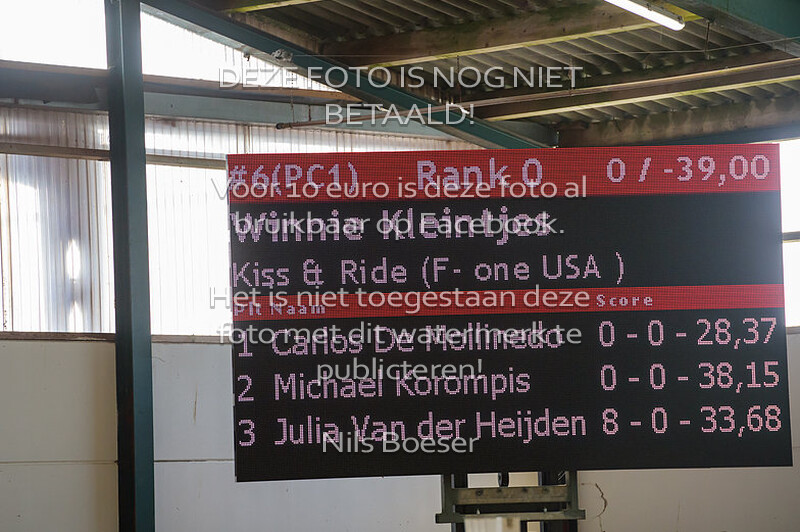 DEZE FOTO IS NOG NIET
BETAALD!
#6(PC1) Rank 0 0 / -39,00
Voor 10 euro is deze foto al
bruikbaar op Facebook.
Winnie Kleintjes
Kiss & Ride (F- one USA )
Het is niet toegestaan deze
Plt Naam Score
foto met dit watermerk te
1 Carlos De Mermedo 0 - 0 - 28,37
publiceren!
2 Michael Korompis 0 - 0 - 38,15
3 Julia Van der Heijden 8 - 0 - 33,68
Nils Boeser